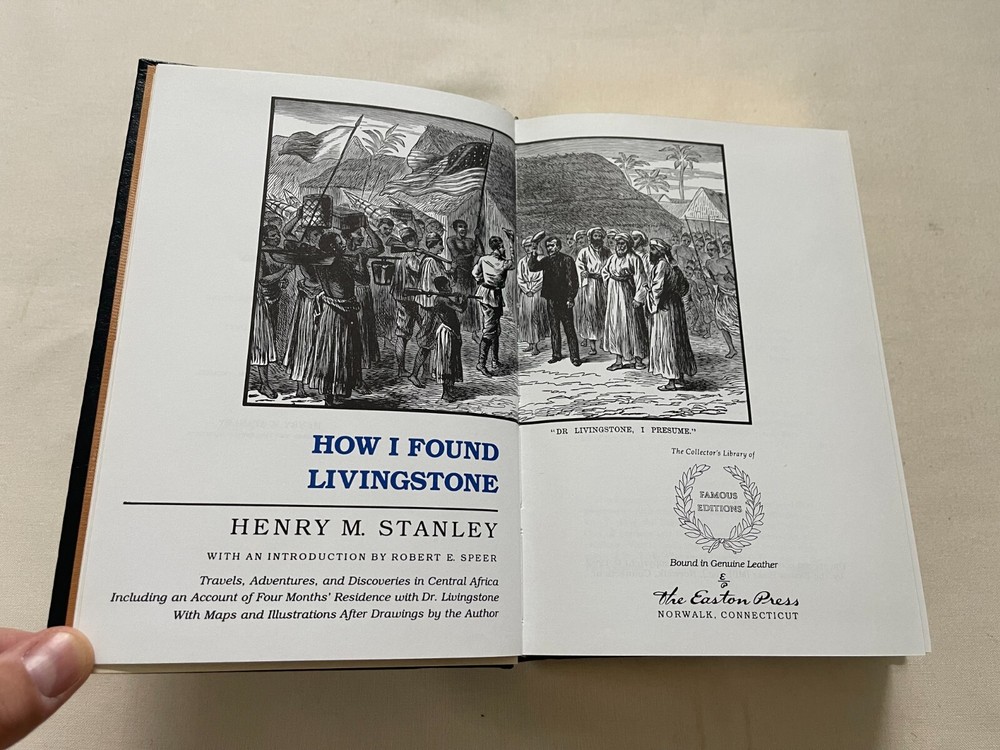 HOW I FOUND
LIVINGSTONE
HENRY M. STANLEY
WITH AN INTRODUCTION BY ROBERT E. SPEER
Travels, Adventures, and Discoveries in Central Africa
Including an Account of Four Months' Residence with Dr. Livingstone
With Maps and Illustrations After Drawings by the Author
"DR LIVINGSTONE, I PRESUME."
The Collector's Library of
FAMOUS
EDITIONS
Bound in Genuine Leather
The Easton Press
NORWALK, CONNECTICUT